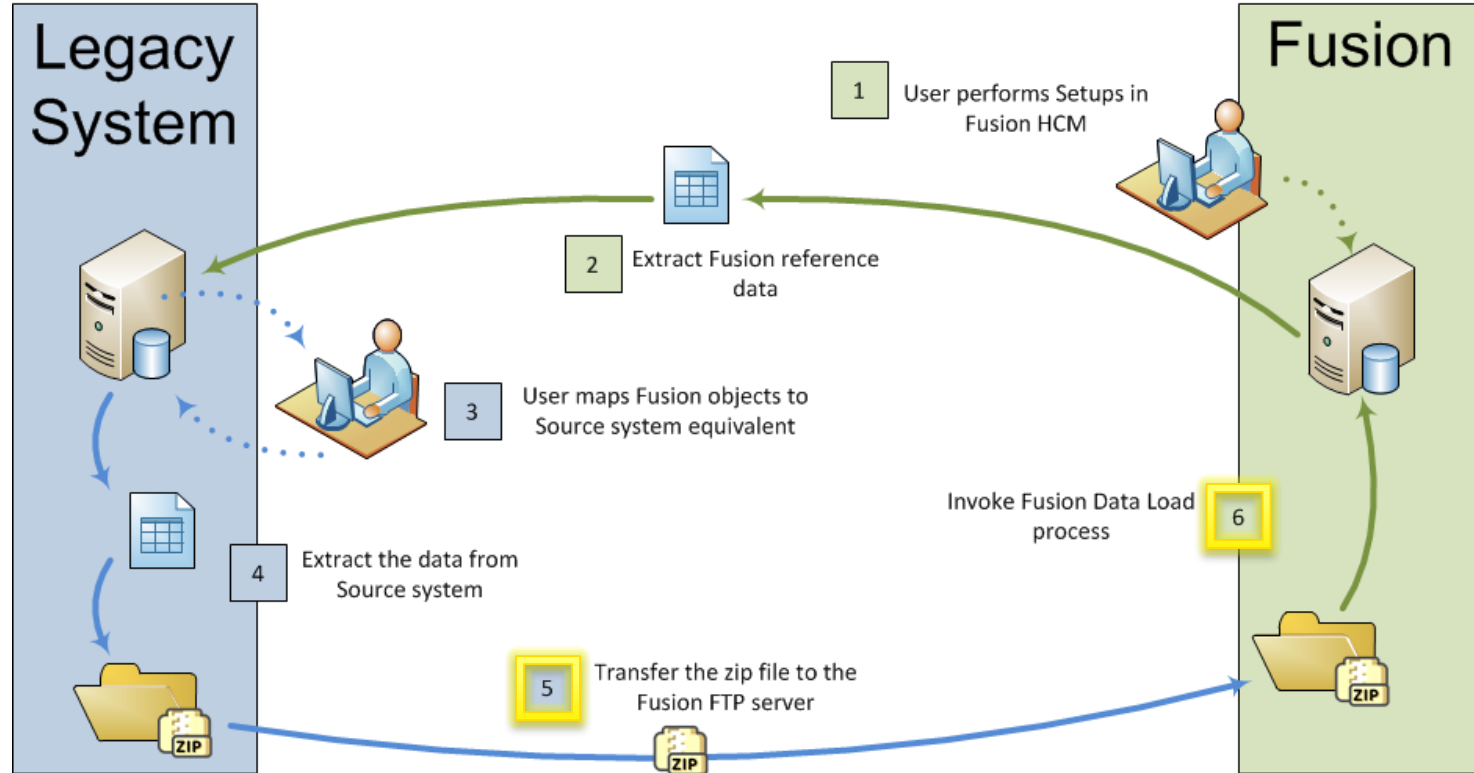 Legacy
System
Fusion
1
User performs Setups in
Fusion HCM
2
Extract Fusion reference
data
3
User maps Fusion objects to
Source system equivalent
4
Extract the data from
Source system
ZIP
5
Transfer the zip file to the
Fusion FTP server
ZIP
6
Invoke Fusion Data Load
process
ZIP